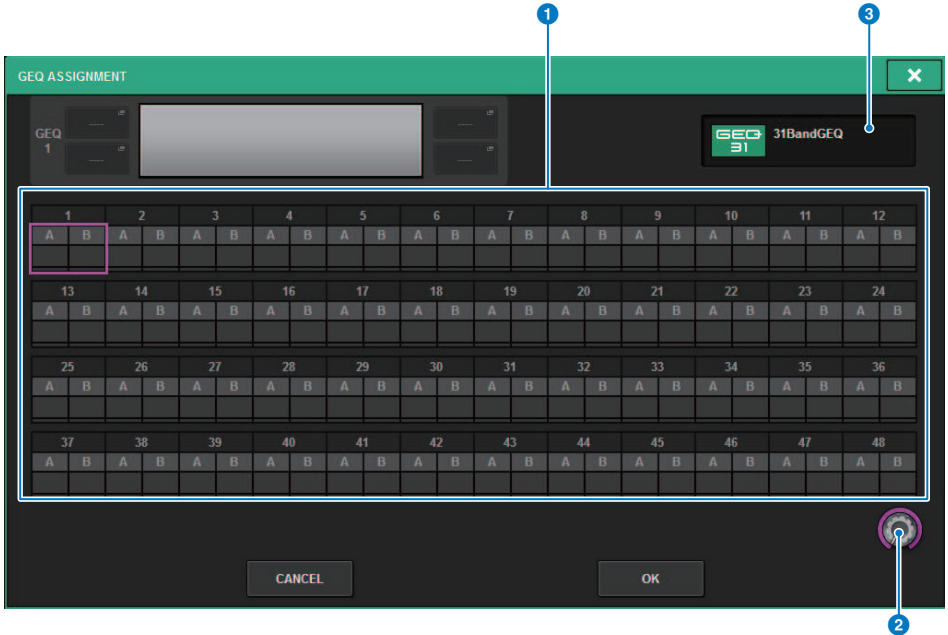 1 3
GEQ ASSIGNMENT
GEQ
1
GEQ
31
31BandGEQ
1 2 3 4 5 6 7 8 9 10 11 12
A B A B A B A B A B A B A B A B A B A B A B A B
13 14 15 16 17 18 19 20 21 22 23 24
A B A B A B A B A B A B A B A B A B A B A B A B
25 26 27 28 29 30 31 32 33 34 35 36
A B A B A B A B A B A B A B A B A B A B A B A B
37 38 39 40 41 42 43 44 45 46 47 48
A B A B A B A B A B A B A B A B A B A B A B A B
CANCEL OK
2